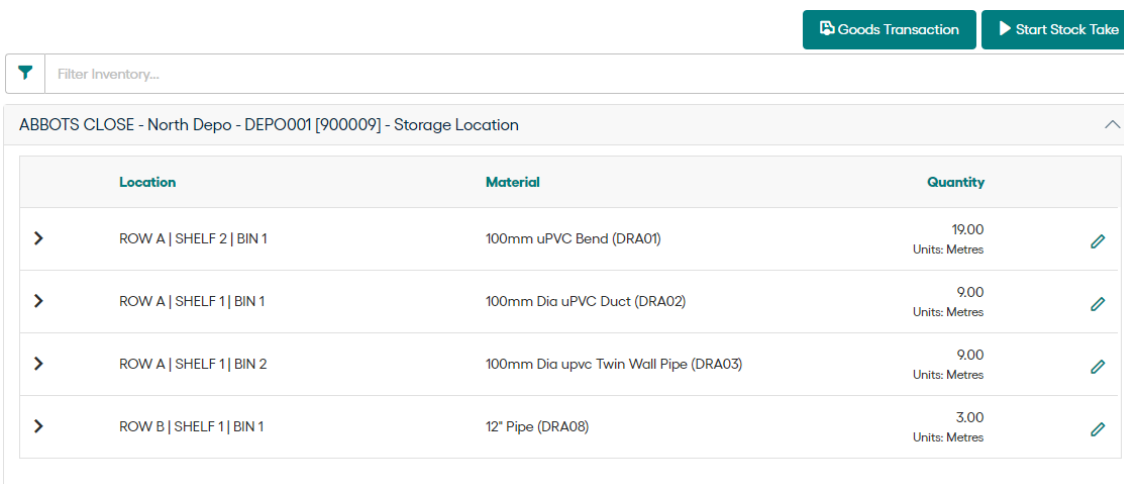 Goods Transaction
Start Stock Take
Filter Inventory...
ABBOTS CLOSE - North Depo - DEPO001 [900009] - Storage Location
Location Material Quantity
ROW A | SHELF 2 | BIN 1 100mm uPVC Bend (DRA01) 19.00
Units: Metres
ROW A | SHELF 1 | BIN 1 100mm Dia uPVC Duct (DRA02) 9.00
Units: Metres
ROW A | SHELF 1 | BIN 2 100mm Dia upvc Twin Wall Pipe (DRA03) 9.00
Units: Metres
ROW B | SHELF 1 | BIN 1 12" Pipe (DRA08) 3.00
Units: Metres